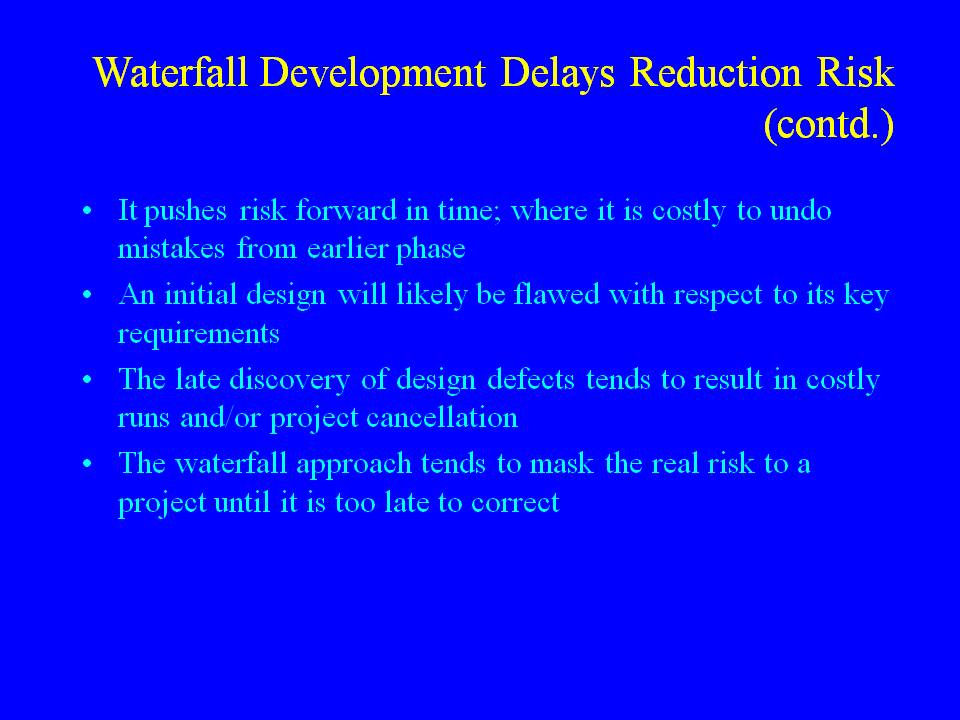 Waterfall Development Delays Reduction Risk
(contd.)
• It pushes risk forward in time; where it is costly to undo
mistakes from earlier phase
• An initial design will likely be flawed with respect to its key
requirements
• The late discovery of design defects tends to result in costly
runs and/or project cancellation
• The waterfall approach tends to mask the real risk to a
project until it is too late to correct